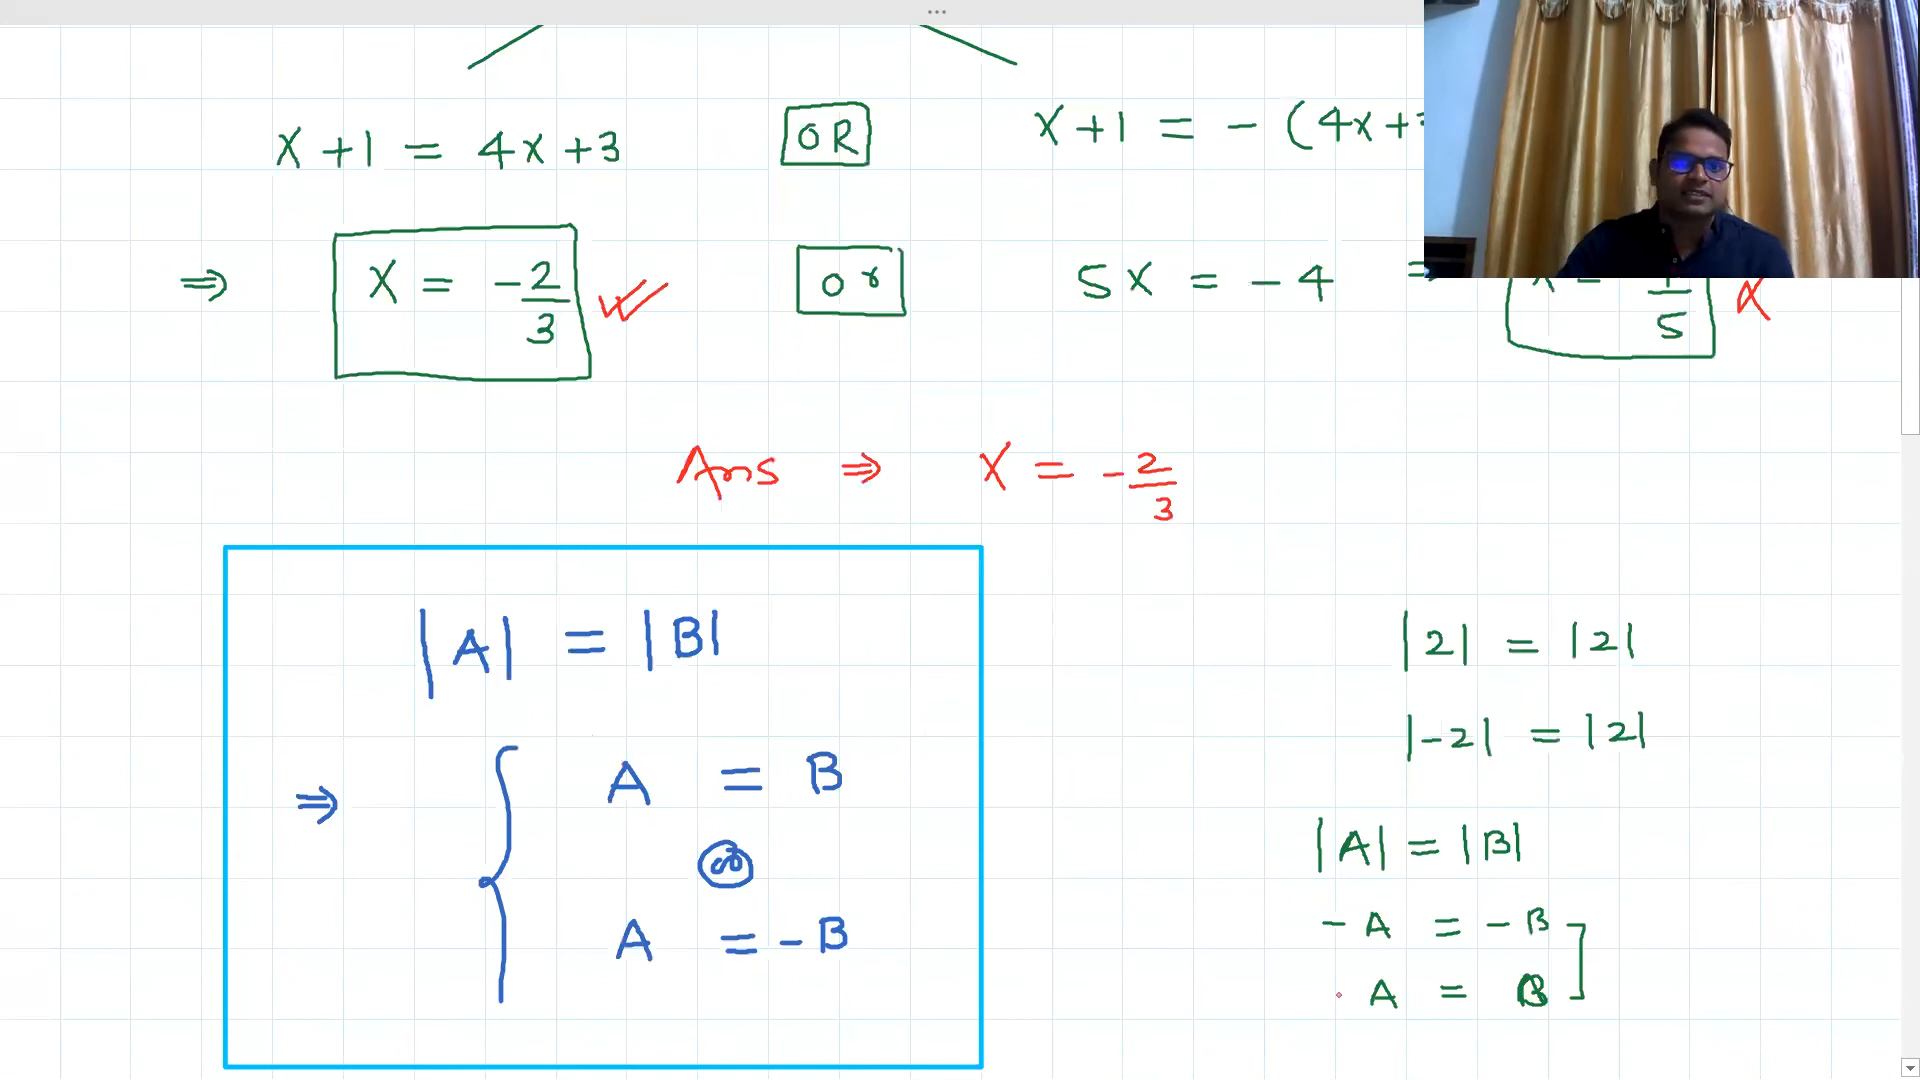 x + 1 = 4x + 3 OR x + 1 = - (4x +
⇒ x = -2/3 or 5x = -4
5
Ans ⇒ x = -2/3
|A| = |B|
⇒ { A = B
or
A = -B
|2| = |2|
|-2| = |2|
|A| = |B|
-A = -B
A = B